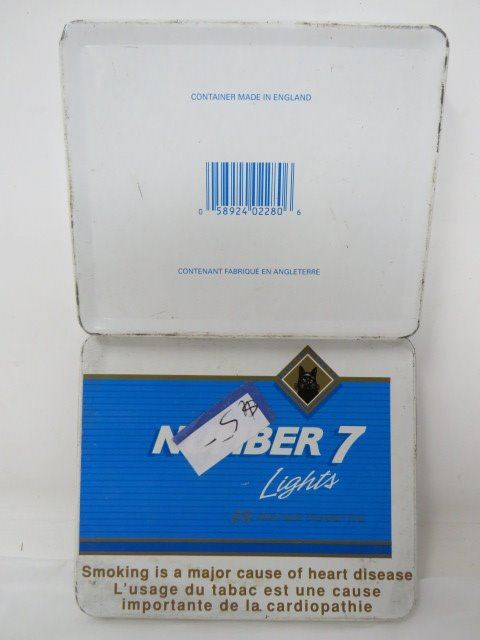 CONTAINER MADE IN ENGLAND
0 58924 02280 6
CONTENANT FABRIQUÉ EN ANGLETERRE
NUMBER 7
Lights
Smoking is a major cause of heart disease
L'usage du tabac est une cause
importante de la cardiopathie